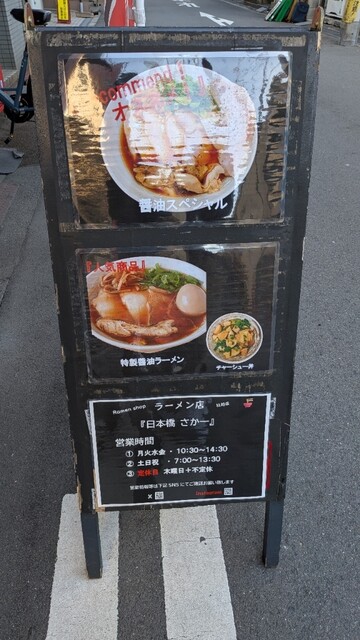 醤油スペシャル
『人気商品』
特製醤油ラーメン
チャーシュー丼
Ramen shop ラーメン店
『日本橋 さかー』
営業時間
① 月火水金・10:30~14:30
② 土日祝 ・7:00~13:30
③ 定休日 木曜日+不定休
X